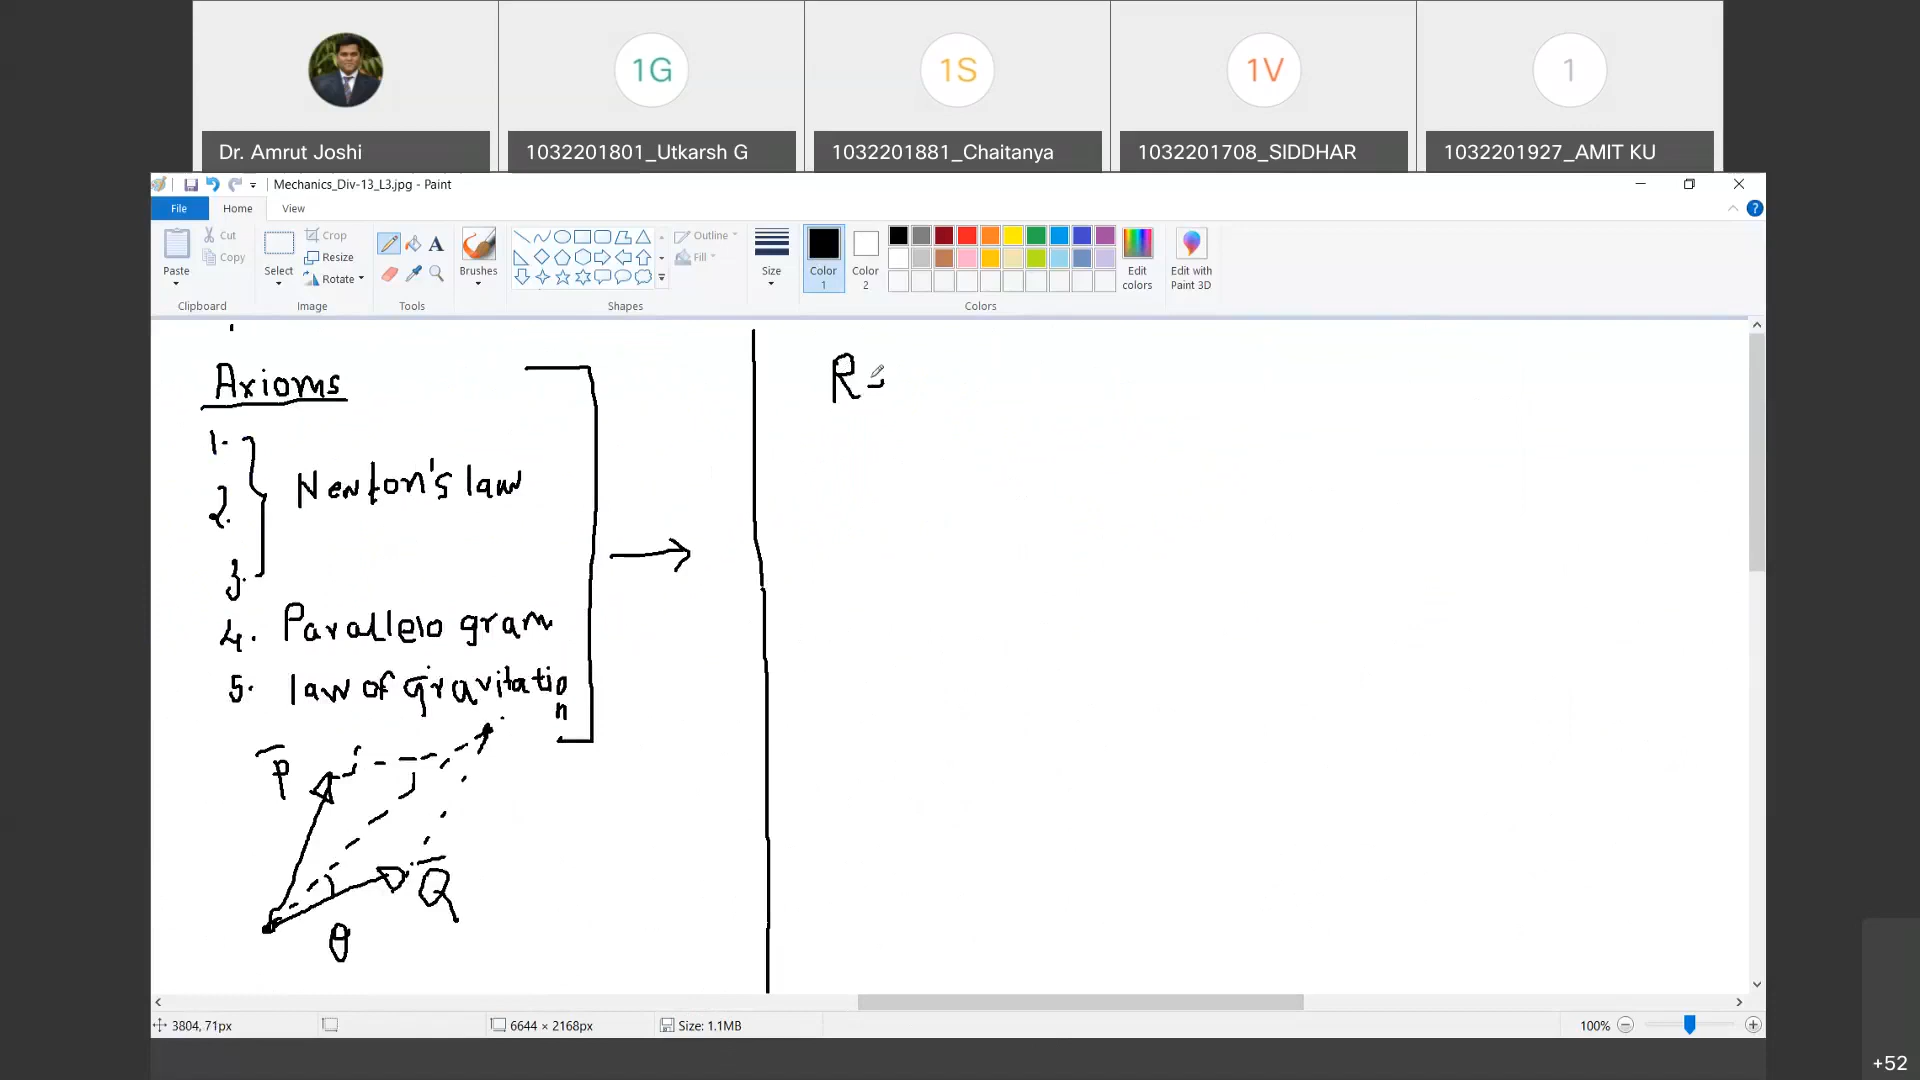 1G
1S
1V
1
Dr. Amrut Joshi
1032201801_Utkarsh G
1032201881_Chaitanya
1032201708_SIDDHAR
1032201927_AMIT KU
Mechanics_Div-13_L3.jpg - Paint
File Home View
Paste
Cut
Copy
Clipboard
Select
Crop
Resize
Rotate
Image
A
Tools
Brushes
Outline
Fill
Shapes
Size
Color 1
Color 2
Edit colors
Colors
Edit with Paint 3D
Axioms
1.
2.
3.
Newton's law
4. Parallelo gram
5. law of gravitatio
n
P
Q
θ
R=
3804, 71px
6644 × 2168px
Size: 1.1MB
100%
+52